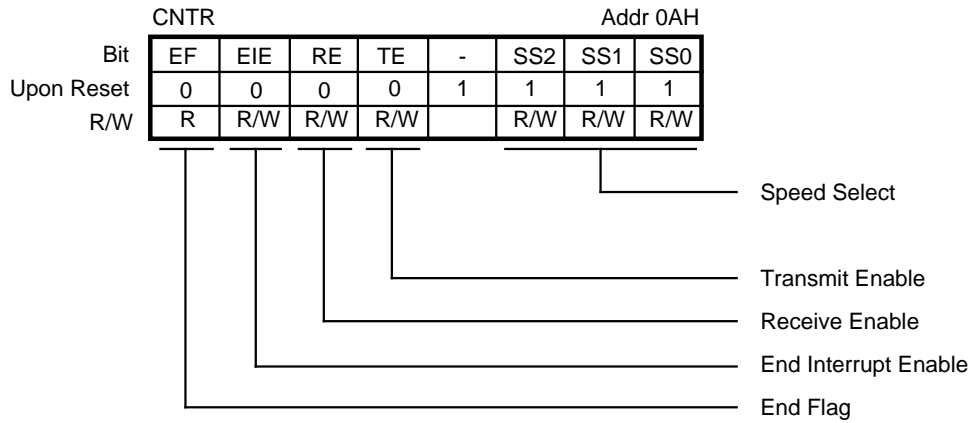 CNTR Addr 0AH
Bit EF EIE RE TE - SS2 SS1 SS0
Upon Reset 0 0 0 0 1 1 1 1
R/W R R/W R/W R/W R/W R/W R/W
Speed Select
Transmit Enable
Receive Enable
End Interrupt Enable
End Flag